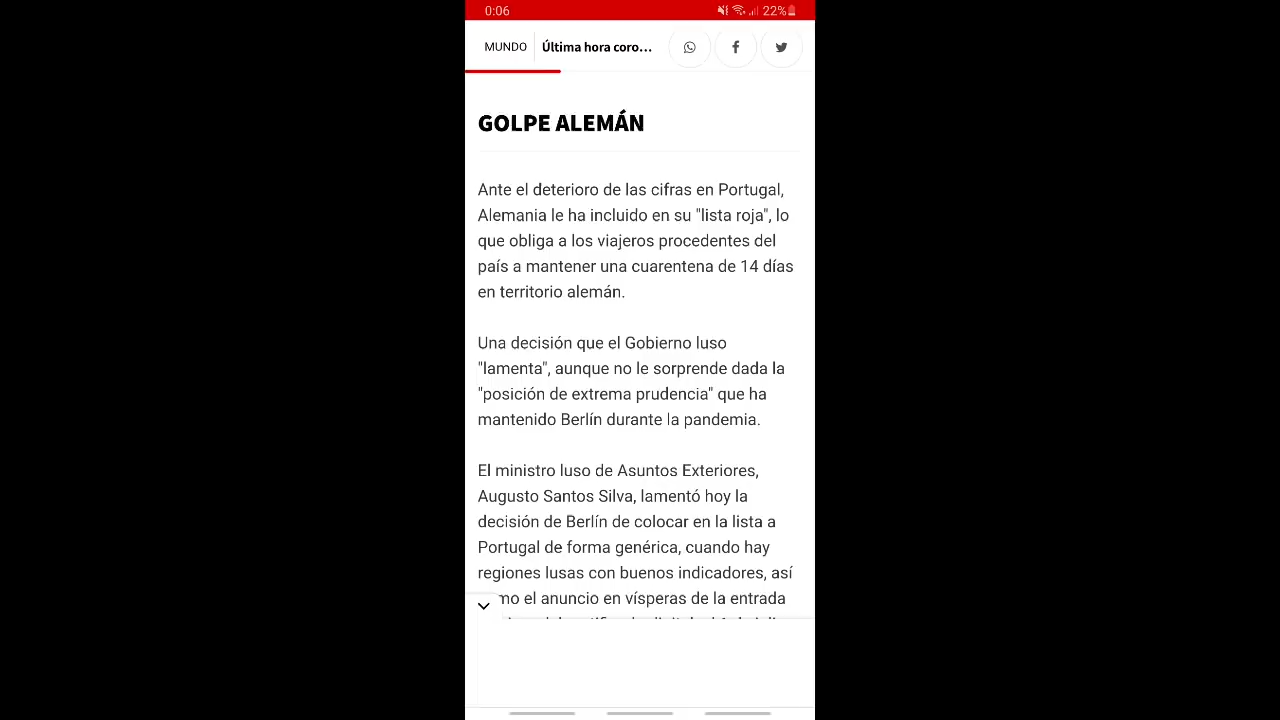 0:06
22%
MUNDO
Última hora coro...
GOLPE ALEMÁN
Ante el deterioro de las cifras en Portugal,
Alemania le ha incluido en su "lista roja", lo
que obliga a los viajeros procedentes del
país a mantener una cuarentena de 14 días
en territorio alemán.
Una decisión que el Gobierno luso
"lamenta", aunque no le sorprende dada la
"posición de extrema prudencia" que ha
mantenido Berlín durante la pandemia.
El ministro luso de Asuntos Exteriores,
Augusto Santos Silva, lamentó hoy la
decisión de Berlín de colocar en la lista a
Portugal de forma genérica, cuando hay
regiones lusas con buenos indicadores, así
mo el anuncio en vísperas de la entrada